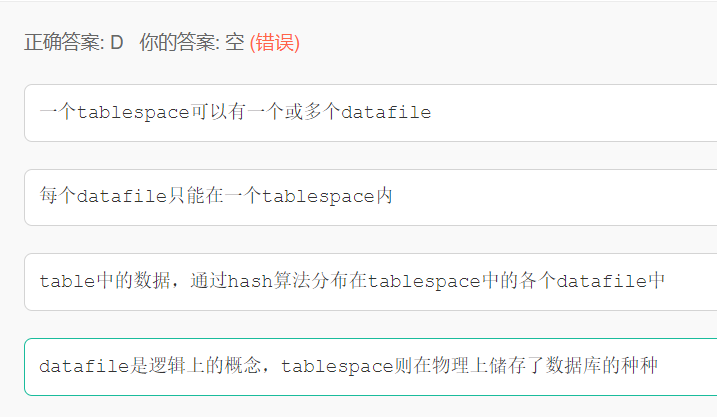 正确答案: D 你的答案: 空 (错误)
一个tablespace可以有一个或多个datafile
每个datafile只能在一个tablespace内
table中的数据，通过hash算法分布在tablespace中的各个datafile中
datafile是逻辑上的概念，tablespace则在物理上储存了数据库的种种